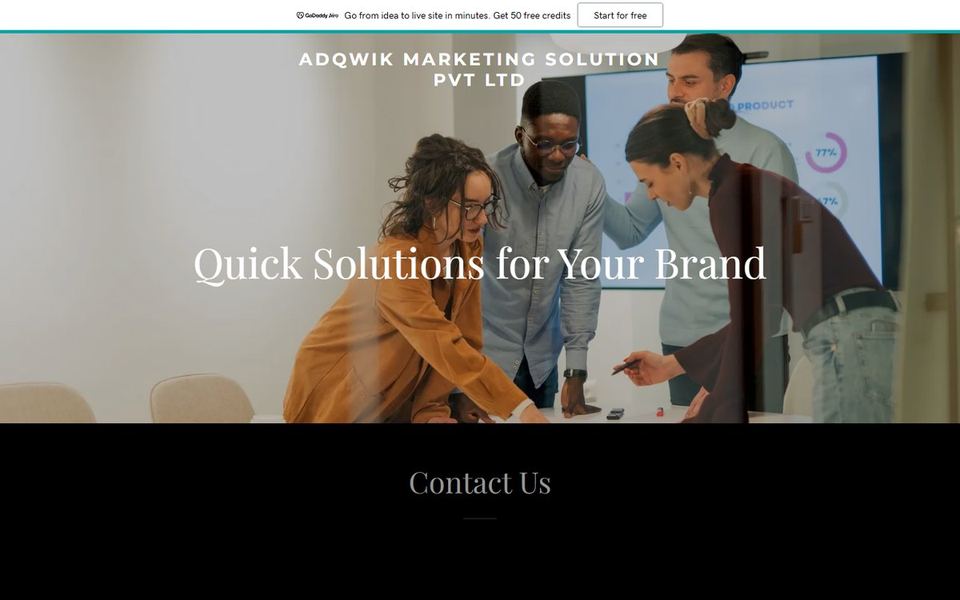 GoDaddy Airo Go from idea to live site in minutes. Get 50 free credits Start for free
ADQWIK MARKETING SOLUTION
PVT LTD
PRODUCT
77%
Quick Solutions for Your Brand
Contact Us